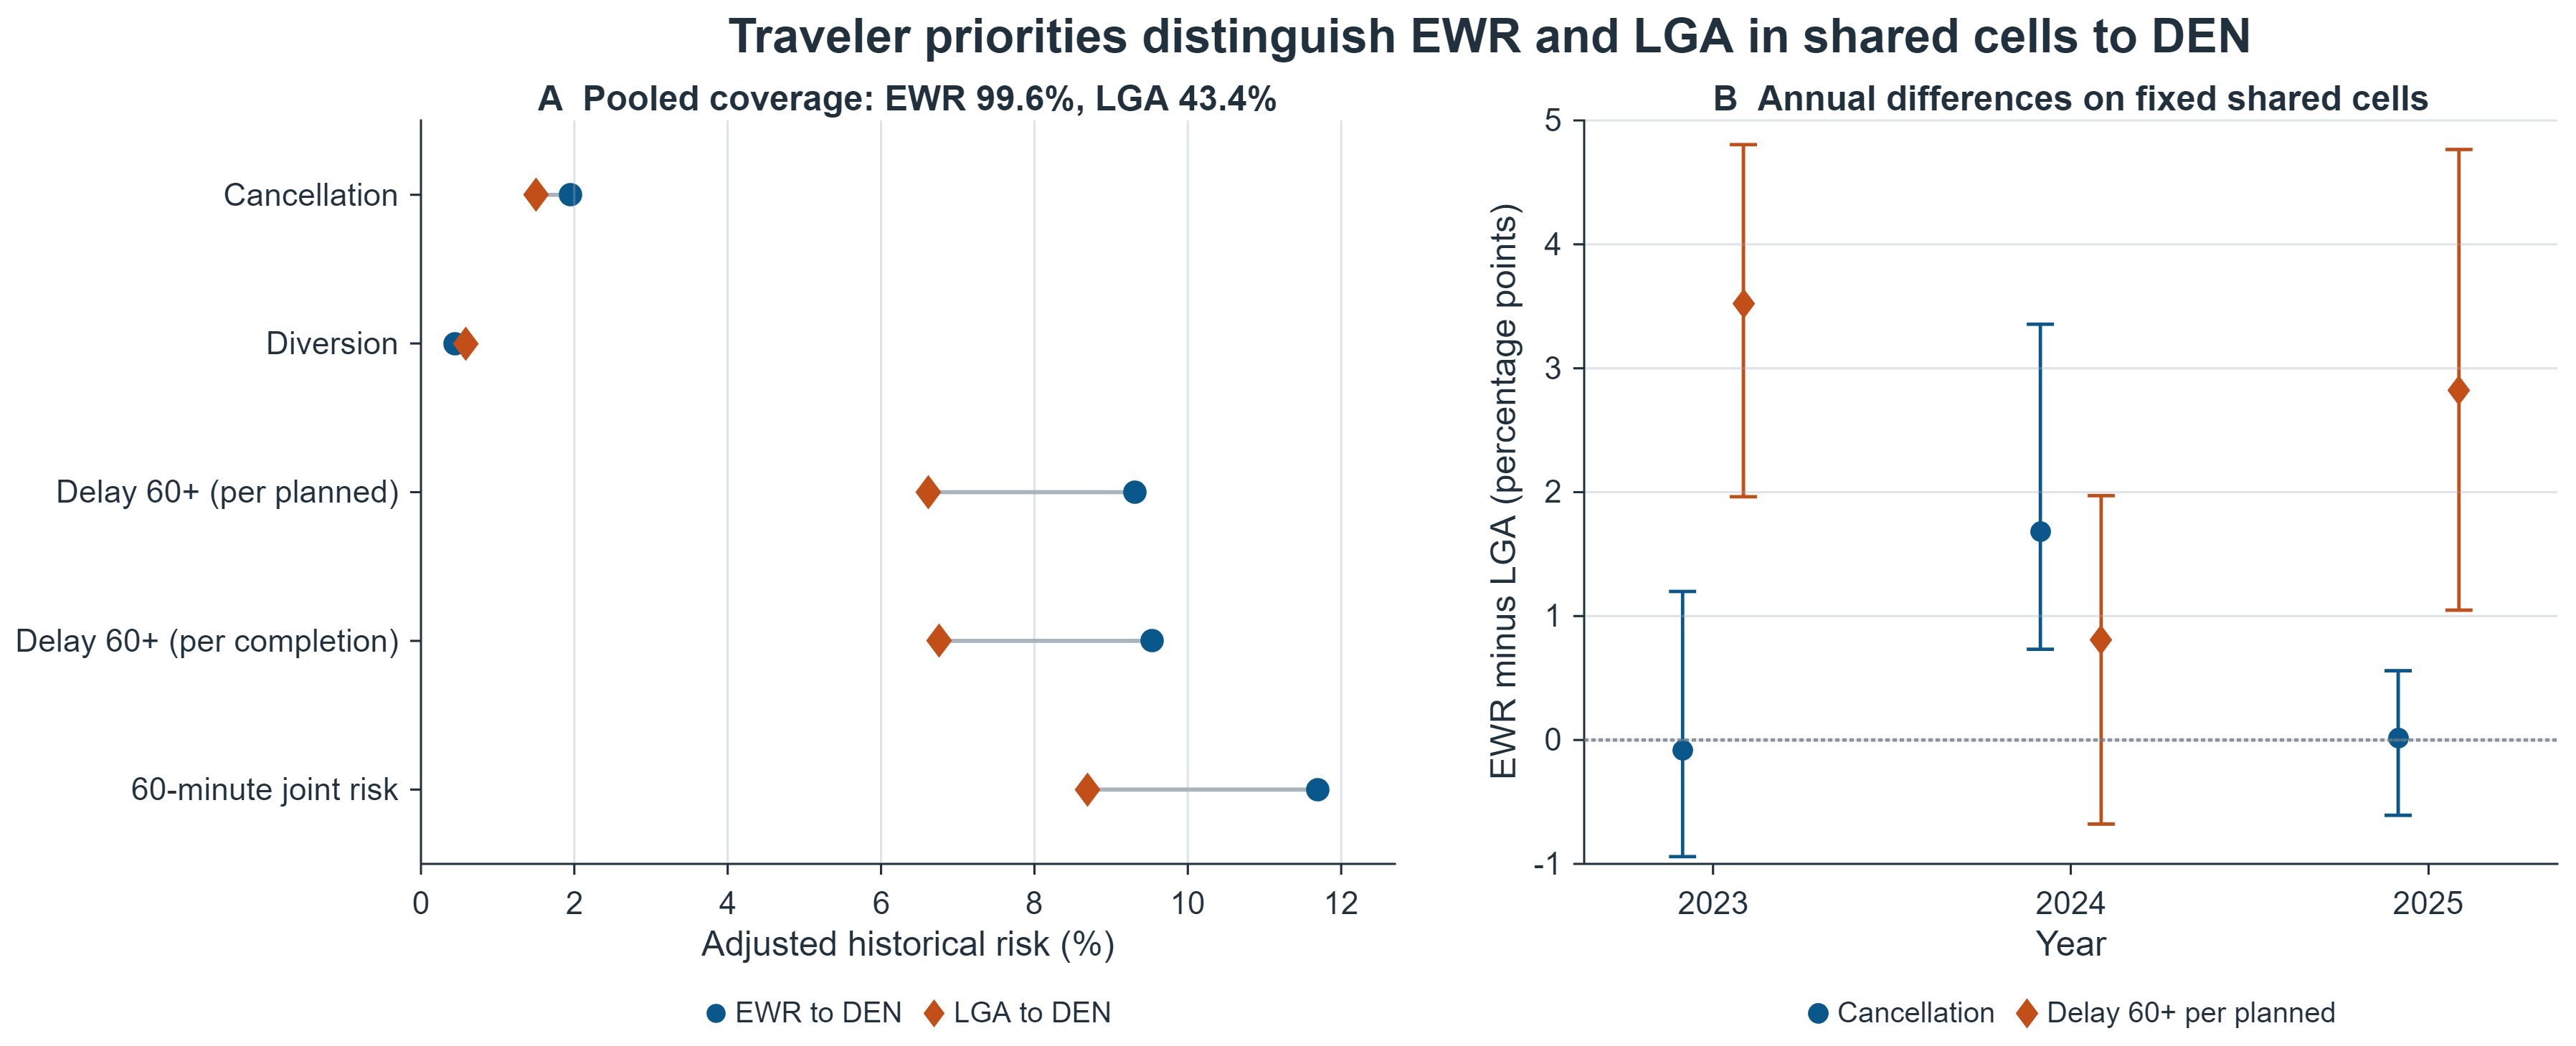 Traveler priorities distinguish EWR and LGA in shared cells to DEN
A Pooled coverage: EWR 99.6%, LGA 43.4%
Cancellation
Diversion
Delay 60+ (per planned)
Delay 60+ (per completion)
60-minute joint risk
0 2 4 6 8 10 12
Adjusted historical risk (%)
EWR to DEN LGA to DEN
B Annual differences on fixed shared cells
EWR minus LGA (percentage points)
5
4
3
2
1
0
-1
2023 2024 2025
Year
Cancellation Delay 60+ per planned